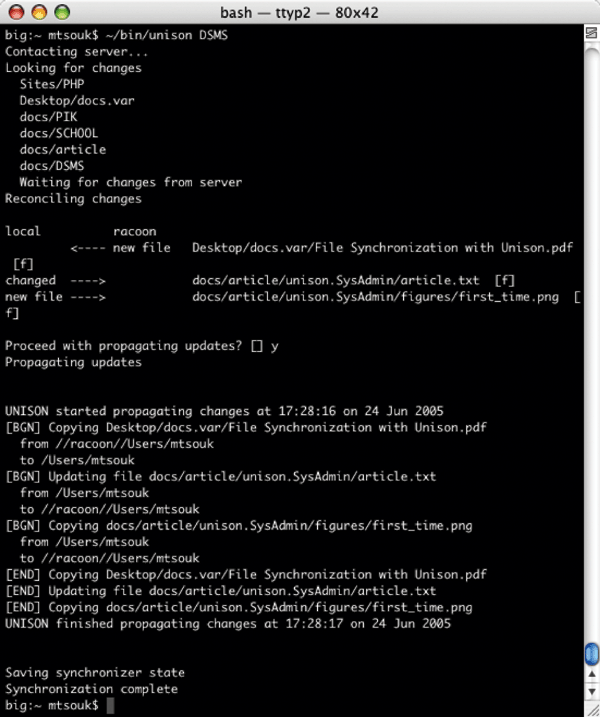 bash — ttyp2 — 80x42
big:~ mtsouk$ ~/bin/unison DSMS
Contacting server...
Looking for changes
  Sites/PHP
  Desktop/docs.var
  docs/PIK
  docs/SCHOOL
  docs/article
  docs/DSMS
  Waiting for changes from server
Reconciling changes

local          racoon
         <---- new file   Desktop/docs.var/File Synchronization with Unison.pdf
 [f]
changed  ---->            docs/article/unison.SysAdmin/article.txt  [f]
new file ---->            docs/article/unison.SysAdmin/figures/first_time.png  [
f]

Proceed with propagating updates? [] y
Propagating updates


UNISON started propagating changes at 17:28:16 on 24 Jun 2005
[BGN] Copying Desktop/docs.var/File Synchronization with Unison.pdf
  from //racoon//Users/mtsouk
  to /Users/mtsouk
[BGN] Updating file docs/article/unison.SysAdmin/article.txt
  from /Users/mtsouk
  to //racoon//Users/mtsouk
[BGN] Copying docs/article/unison.SysAdmin/figures/first_time.png
  from /Users/mtsouk
  to //racoon//Users/mtsouk
[END] Copying Desktop/docs.var/File Synchronization with Unison.pdf
[END] Updating file docs/article/unison.SysAdmin/article.txt
[END] Copying docs/article/unison.SysAdmin/figures/first_time.png
UNISON finished propagating changes at 17:28:17 on 24 Jun 2005


Saving synchronizer state
Synchronization complete
big:~ mtsouk$